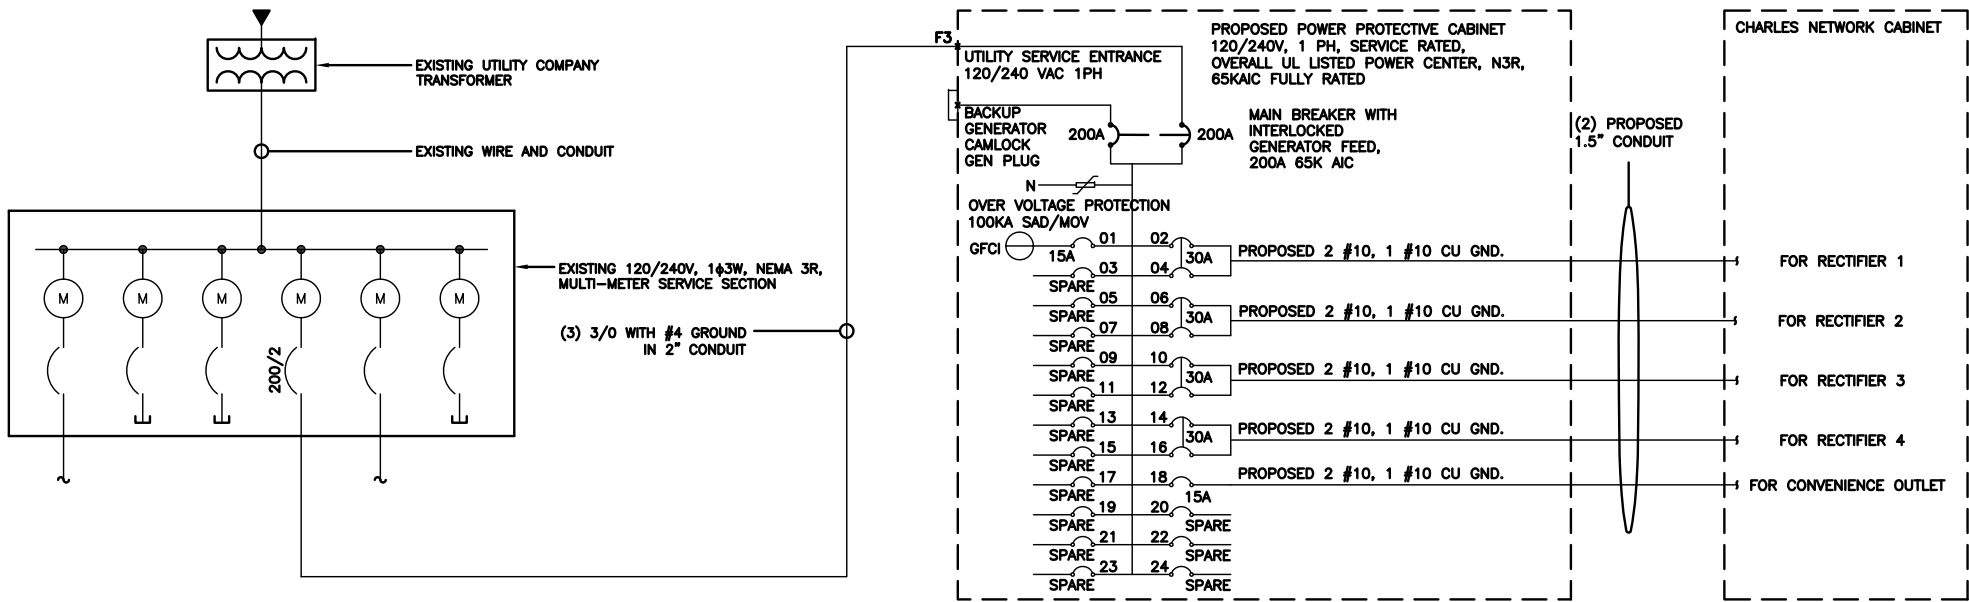 EXISTING UTILITY COMPANY
TRANSFORMER
EXISTING WIRE AND CONDUIT
M
M
M
M
M
M
200/2
EXISTING 120/240V, 1ϕ3W, NEMA 3R,
MULTI-METER SERVICE SECTION
(3) 3/0 WITH #4 GROUND
IN 2" CONDUIT
F3
UTILITY SERVICE ENTRANCE
120/240 VAC 1PH
BACKUP
GENERATOR
CAMLOCK
GEN PLUG
PROPOSED POWER PROTECTIVE CABINET
120/240V, 1 PH, SERVICE RATED,
OVERALL UL LISTED POWER CENTER, N3R,
65KAIC FULLY RATED
200A
200A
MAIN BREAKER WITH
INTERLOCKED
GENERATOR FEED,
200A 65K AIC
N
OVER VOLTAGE PROTECTION
100KA SAD/MOV
GFCI
15A
01 02
30A
PROPOSED 2 #10, 1 #10 CU GND.
03 04
SPARE
05 06
SPARE
30A
PROPOSED 2 #10, 1 #10 CU GND.
07 08
SPARE
09 10
SPARE
30A
PROPOSED 2 #10, 1 #10 CU GND.
11 12
SPARE
13 14
SPARE
30A
PROPOSED 2 #10, 1 #10 CU GND.
15 16
SPARE
17 18
SPARE
15A
PROPOSED 2 #10, 1 #10 CU GND.
19 20
SPARE SPARE
21 22
SPARE SPARE
23 24
SPARE SPARE
(2) PROPOSED
1.5" CONDUIT
CHARLES NETWORK CABINET
FOR RECTIFIER 1
FOR RECTIFIER 2
FOR RECTIFIER 3
FOR RECTIFIER 4
FOR CONVENIENCE OUTLET